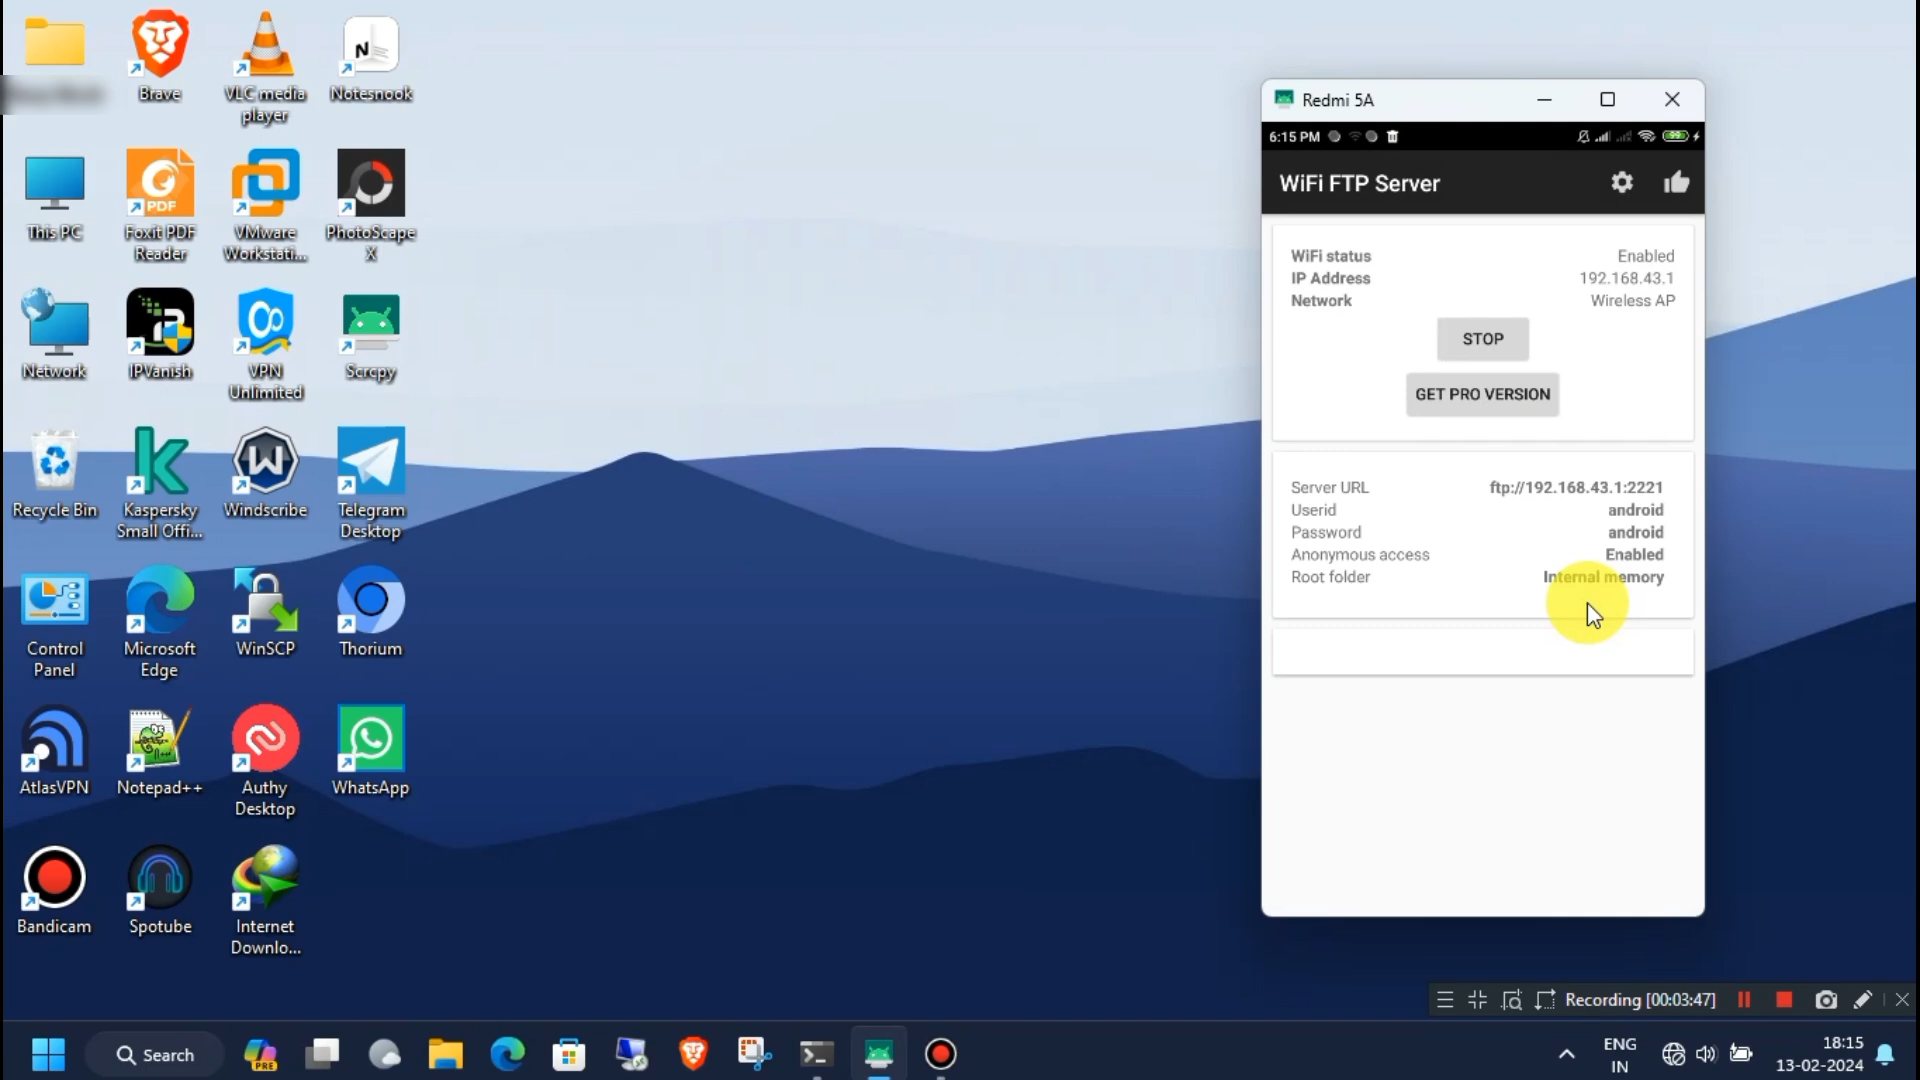 Brave
VLC media
player
Notesnook
This PC
Foxit PDF
Reader
VMware
Workstati...
PhotoScape
X
Network
IPVanish
VPN
Unlimited
Scrcpy
Recycle Bin
Kaspersky
Small Offi...
Windscribe
Telegram
Desktop
Control
Panel
Microsoft
Edge
WinSCP
Thorium
AtlasVPN
Notepad++
Authy
Desktop
WhatsApp
Bandicam
Spotube
Internet
Downlo...
PDF
Redmi 5A
6:15 PM
99
WiFi FTP Server
WiFi status Enabled
IP Address 192.168.43.1
Network Wireless AP
STOP
GET PRO VERSION
Server URL ftp://192.168.43.1:2221
Userid android
Password android
Anonymous access Enabled
Root folder Internal memory
Recording [00:03:47]
Search
PRE
ENG
IN
18:15
13-02-2024